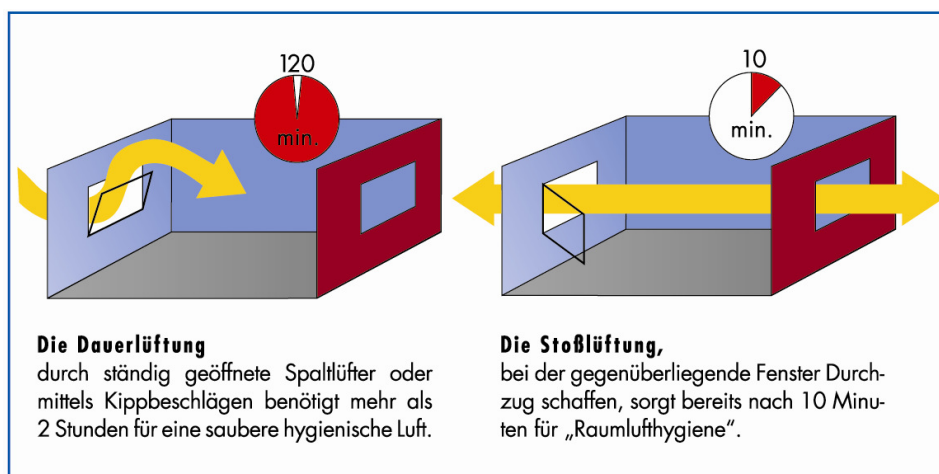 120
min.
10
min.
Die Dauerlüftung
durch ständig geöffnete Spaltlüfter oder
mittels Kippbeschlägen benötigt mehr als
2 Stunden für eine saubere hygienische Luft.
Die Stoßlüftung,
bei der gegenüberliegende Fenster Durch-
zug schaffen, sorgt bereits nach 10 Minu-
ten für „Raumlufthygiene“.